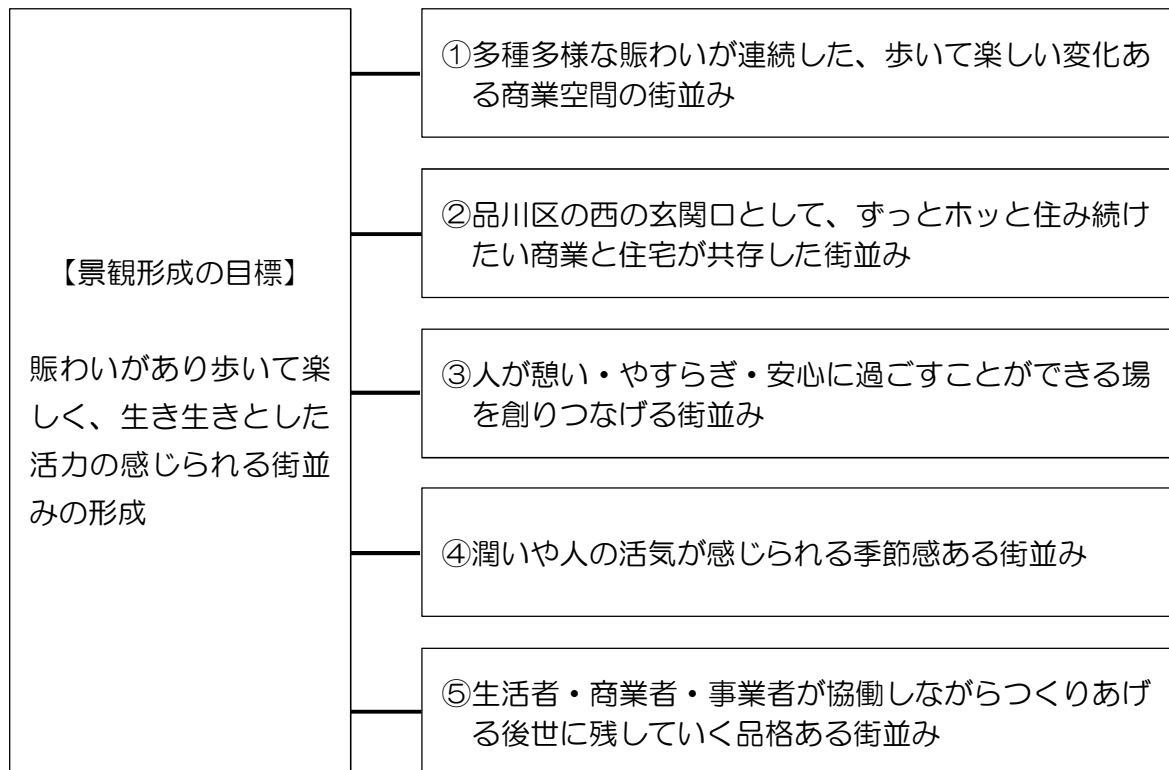 【景観形成の目標】
賑わいがあり歩いて楽
しく、生き生きとした
活力の感じられる街並
みの形成
①多種多様な賑わいが連続した、歩いて楽しい変化あ
る商業空間の街並み
②品川区の西の玄関口として、ずっとホッと住み続け
たい商業と住宅が共存した街並み
③人が憩い・やすらぎ・安心に過ごすことができる場
を創りつなげる街並み
④潤いや人の活気が感じられる季節感ある街並み
⑤生活者・商業者・事業者が協働しながらつくりあげ
る後世に残していく品格ある街並み